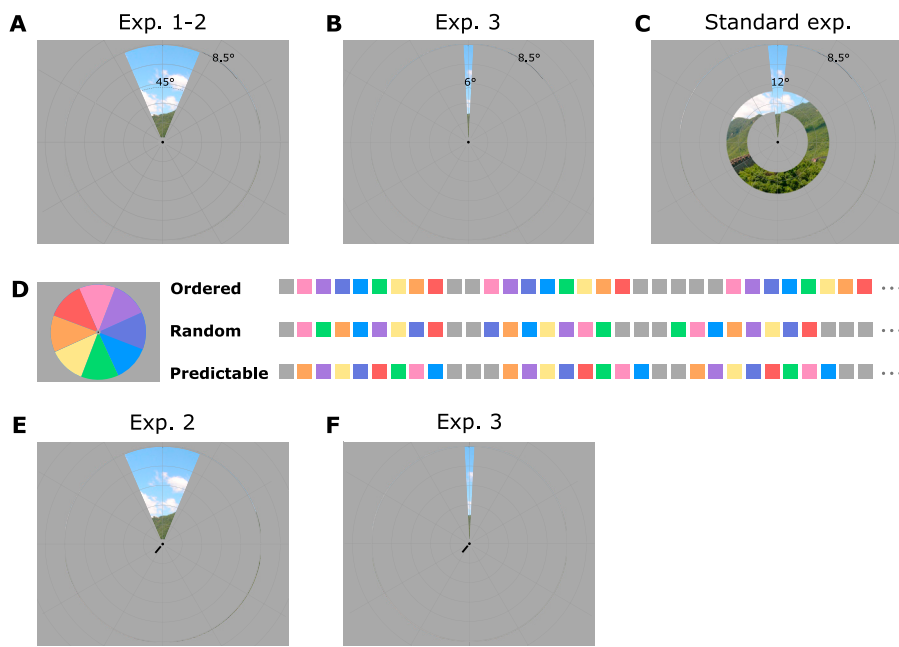 A Exp. 1-2
45° 8.5°
B Exp. 3
6° 8.5°
C Standard exp.
12° 8.5°
D
Ordered
Random
Predictable
E Exp. 2
F Exp. 3